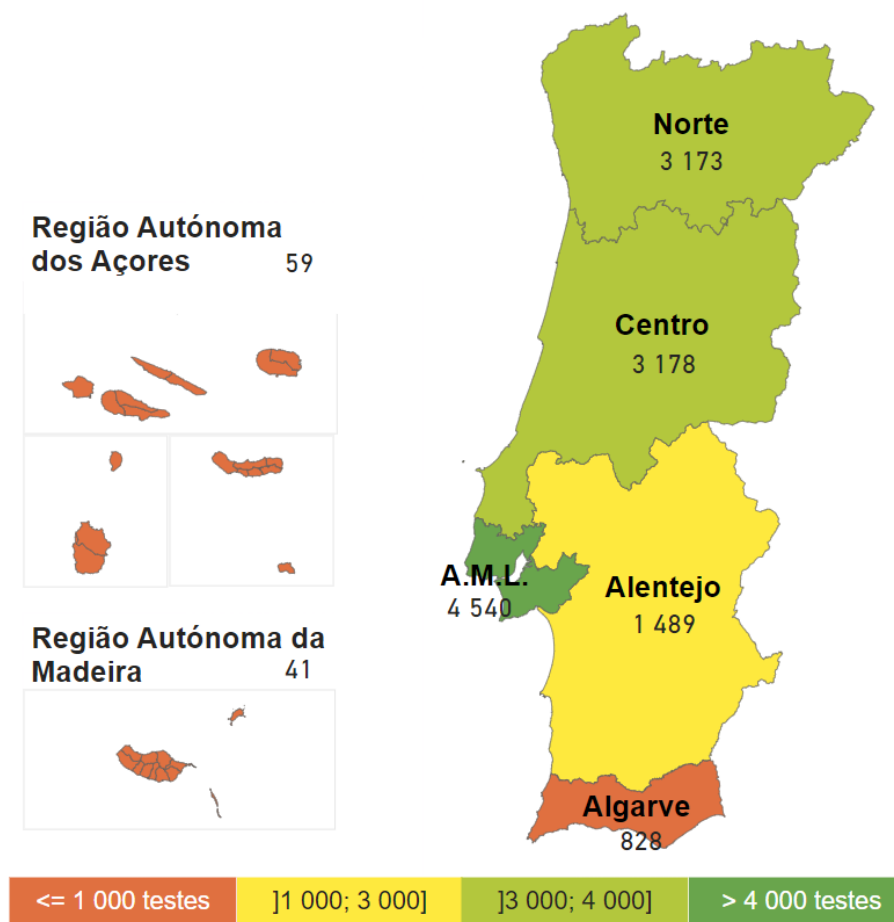 Norte
3 173
Região Autónoma
dos Açores
59
Centro
3 178
A.M.L.
4 540
Alentejo
1 489
Região Autónoma da
Madeira
41
Algarve
828
<= 1 000 testes
]1 000; 3 000]
]3 000; 4 000]
> 4 000 testes